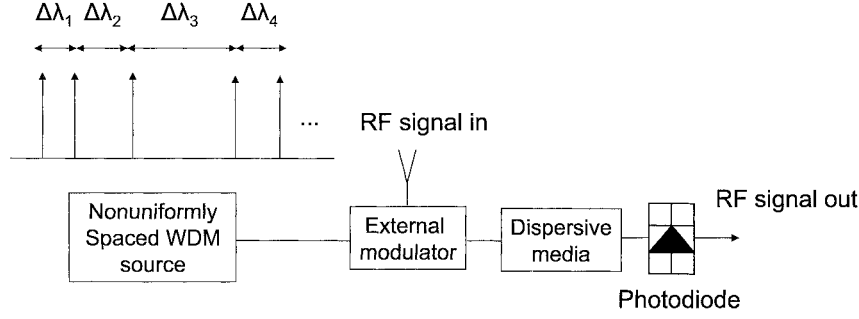 Δλ1 Δλ2 Δλ3 Δλ4
...
RF signal in
Nonuniformly
Spaced WDM
source
External
modulator
Dispersive
media
RF signal out
Photodiode